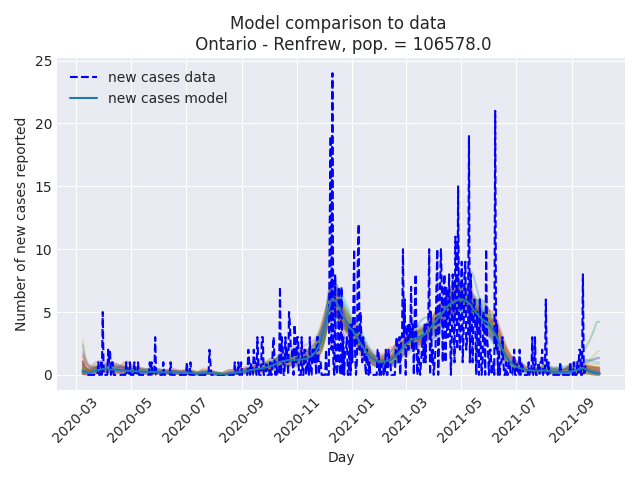 Model comparison to data
Ontario - Renfrew, pop. = 106578.0
25
20
15
10
5
0
Number of new cases reported
new cases data
new cases model
2020-03
2020-05
2020-07
2020-09
2020-11
2021-01
2021-03
2021-05
2021-07
2021-09
Day